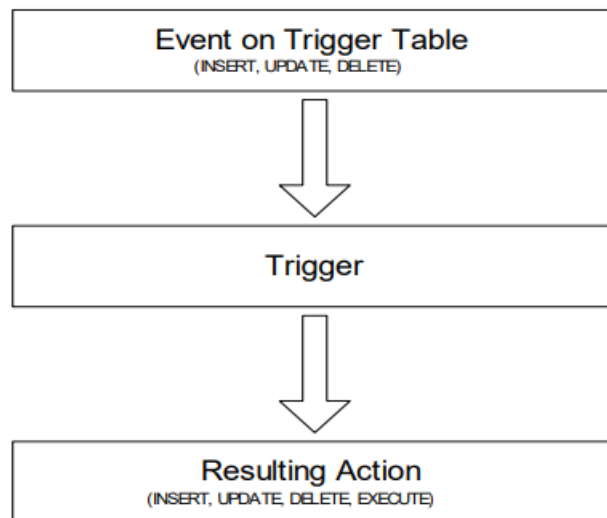 Event on Trigger Table
(INSERT, UPDATE, DELETE)
Trigger
Resulting Action
(INSERT, UPDATE, DELETE, EXECUTE)